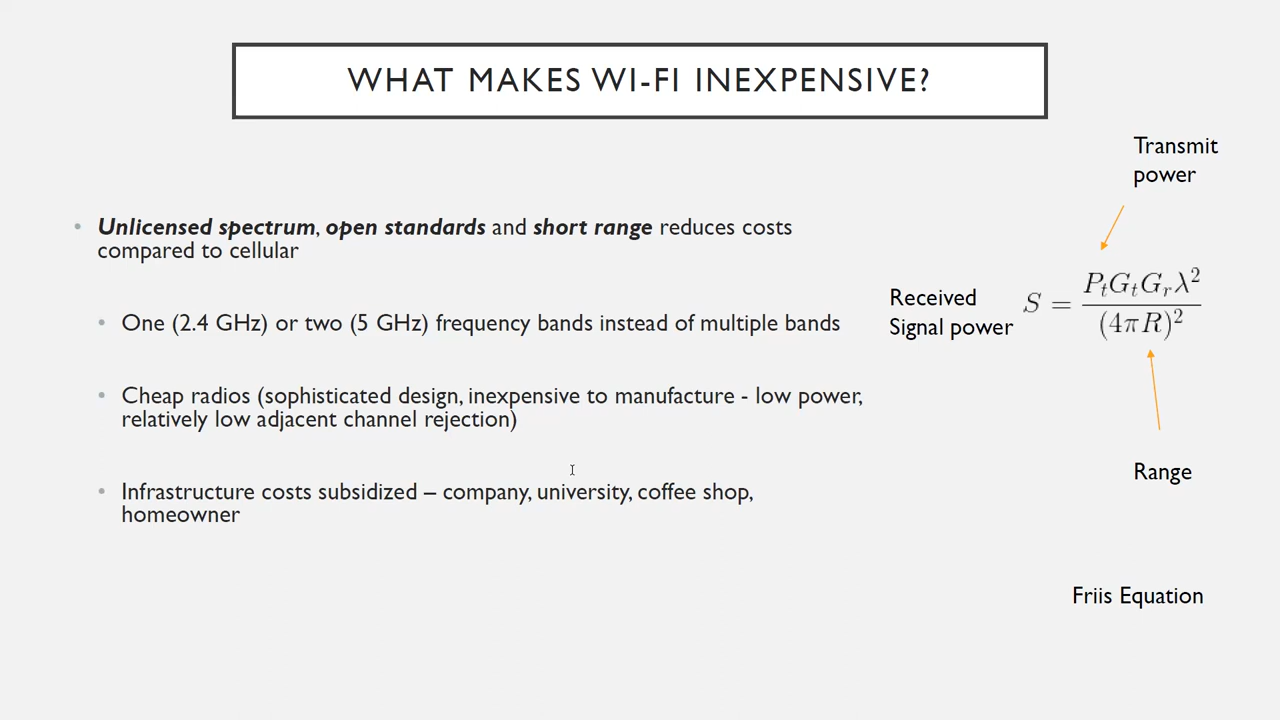 WHAT MAKES WI-FI INEXPENSIVE?
• Unlicensed spectrum, open standards and short range reduces costs
compared to cellular
• One (2.4 GHz) or two (5 GHz) frequency bands instead of multiple bands
• Cheap radios (sophisticated design, inexpensive to manufacture - low power,
relatively low adjacent channel rejection)
• Infrastructure costs subsidized – company, university, coffee shop,
homeowner
Transmit
power
Received
Signal power
S = PₜGₜGᵣλ² / (4πR)²
Range
Friis Equation